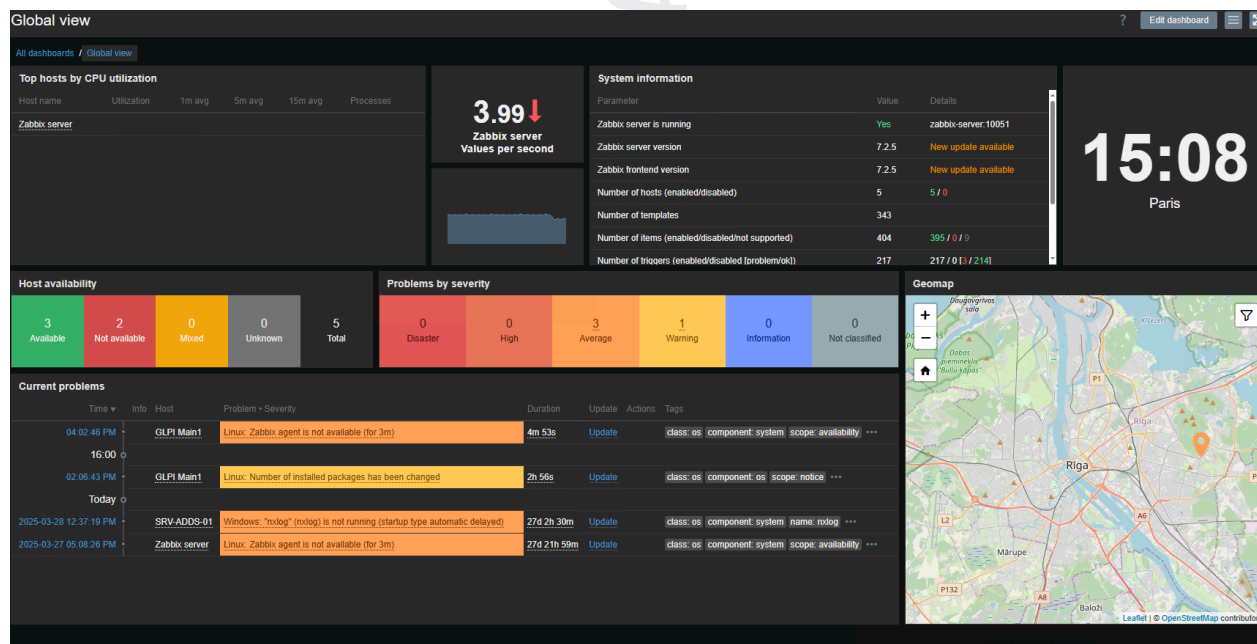 Global view
? Edit dashboard
All dashboards / Global view
Top hosts by CPU utilization
Host name Utilization 1m avg 5m avg 15m avg Processes
Zabbix server
3.99
Zabbix server
Values per second
System information
Parameter Value Details
Zabbix server is running Yes zabbix-server:10051
Zabbix server version 7.2.5 New update available
Zabbix frontend version 7.2.5 New update available
Number of hosts (enabled/disabled) 5 5 / 0
Number of templates 343
Number of items (enabled/disabled/not supported) 404 395 / 0 / 9
Number of triggers (enabled/disabled [problem/ok]) 217 217 / 0 [3 / 214]
15:08
Paris
Host availability
3 Available
2 Not available
0 Mixed
0 Unknown
5 Total
Problems by severity
0 Disaster
0 High
3 Average
1 Warning
0 Information
0 Not classified
Current problems
Time Info Host Problem • Severity Duration Update Actions Tags
04:02:46 PM GLPI Main1 Linux: Zabbix agent is not available (for 3m) 4m 53s Update class: os component: system scope: availability •••
16:00
02:06:43 PM GLPI Main1 Linux: Number of installed packages has been changed 2h 56s Update class: os component: os scope: notice •••
Today
2025-03-28 12:37:19 PM SRV-ADDS-01 Windows: "nxlog" (nxlog) is not running (startup type automatic delayed) 27d 2h 30m Update class: os component: system name: nxlog •••
2025-03-27 05:08:26 PM Zabbix server Linux: Zabbix agent is not available (for 3m) 27d 21h 59m Update class: os component: system scope: availability •••
Geomap
+
−
Daugavgrīvas
sala
Ķīšezers
Dabas
piemineklis
"Buļļu kāpas"
P1
Rīga
Rīga
L2
A6
Mārupe
P132
A8
Baloži
Leaflet | © OpenStreetMap contributo